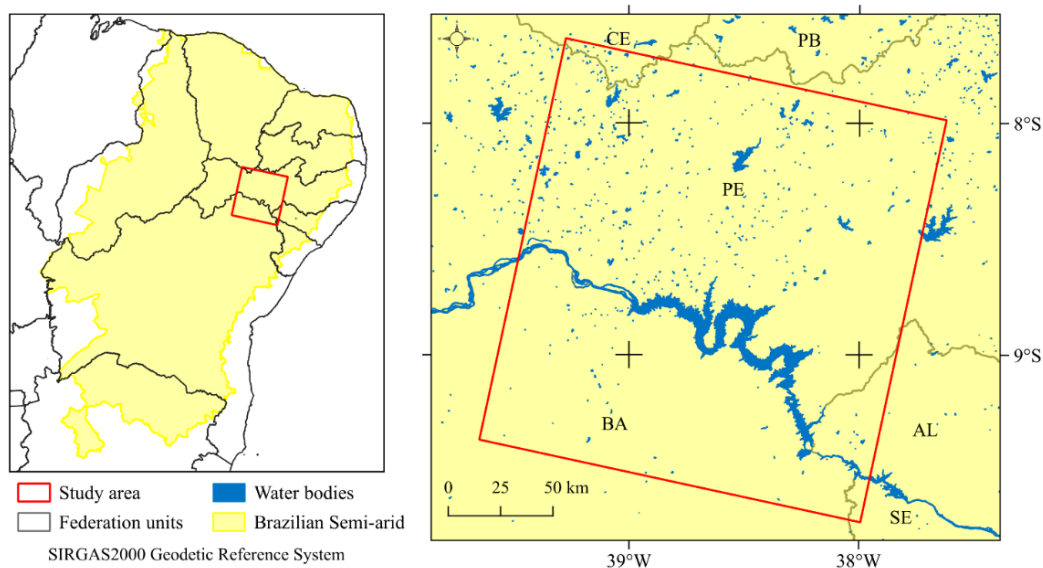 CE
PB
8°S
PE
9°S
BA
AL
0 25 50 km
SE
39°W 38°W
Study area
Water bodies
Federation units
Brazilian Semi-arid
SIRGAS2000 Geodetic Reference System